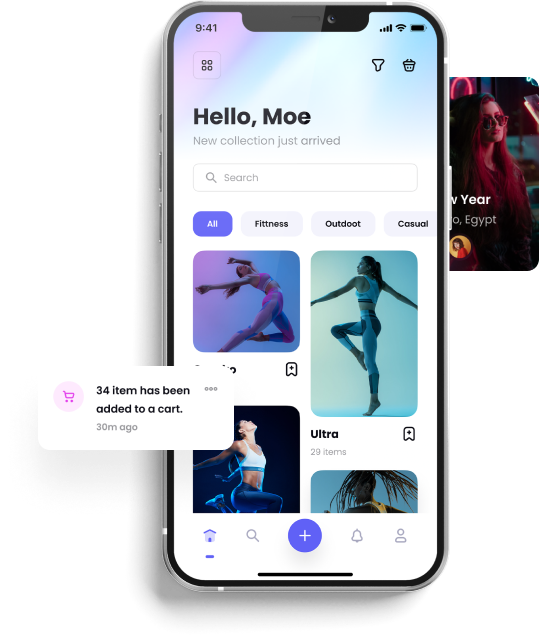 9:41
Hello, Moe
New collection just arrived
Search
All
Fittness
Outdoot
Casual
w Year
o, Egypt
34 item has been
added to a cart.
30m ago
Ultra
29 items